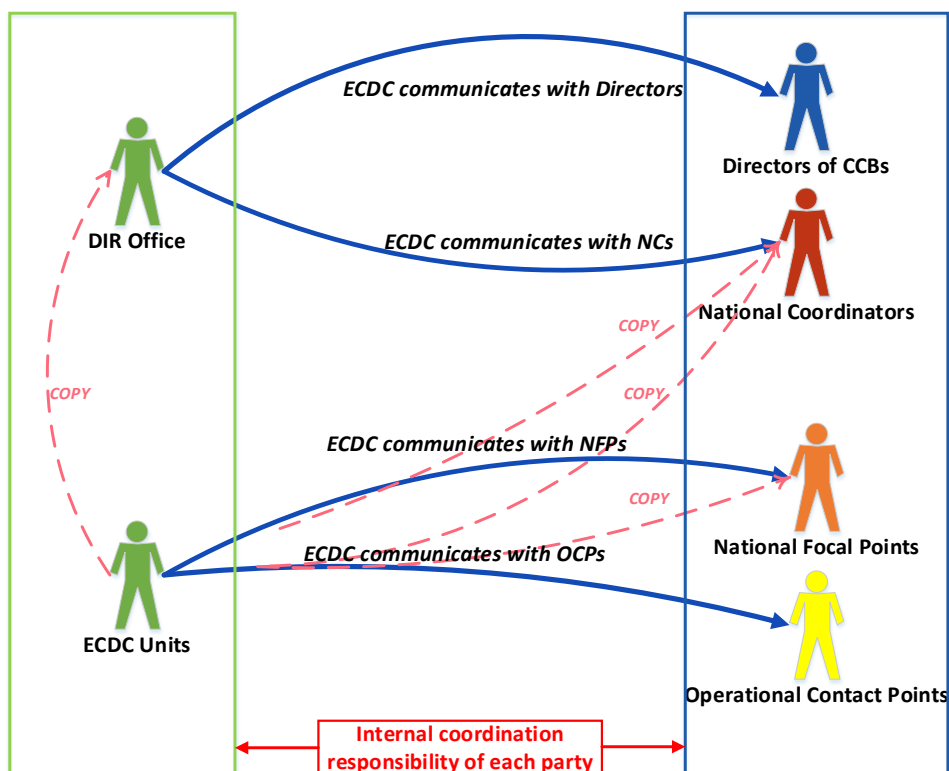 ECDC communicates with Directors
Directors of CCBs
DIR Office
ECDC communicates with NCs
National Coordinators
COPY
COPY
COPY
ECDC communicates with NFPs
COPY
National Focal Points
ECDC communicates with OCPs
ECDC Units
Operational Contact Points
Internal coordination
responsibility of each party